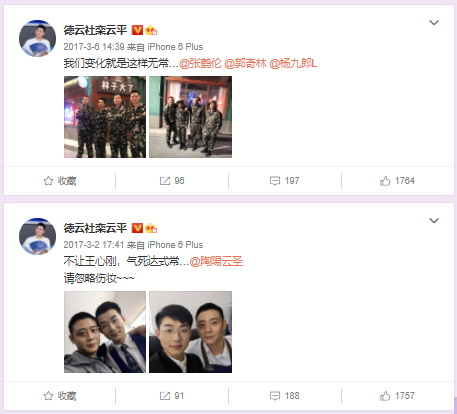 德云社栾云平
2017-3-6 14:39 来自 iPhone 6 Plus
我们变化就是这样无常...@张鹤伦 @郭奇林 @杨九郎L
林子大了
收藏 96 197 1764
德云社栾云平
2017-3-2 17:41 来自 iPhone 6 Plus
不让王心刚，气死达式常...@陶陽云圣
请忽略伤妆~~~
收藏 91 188 1757